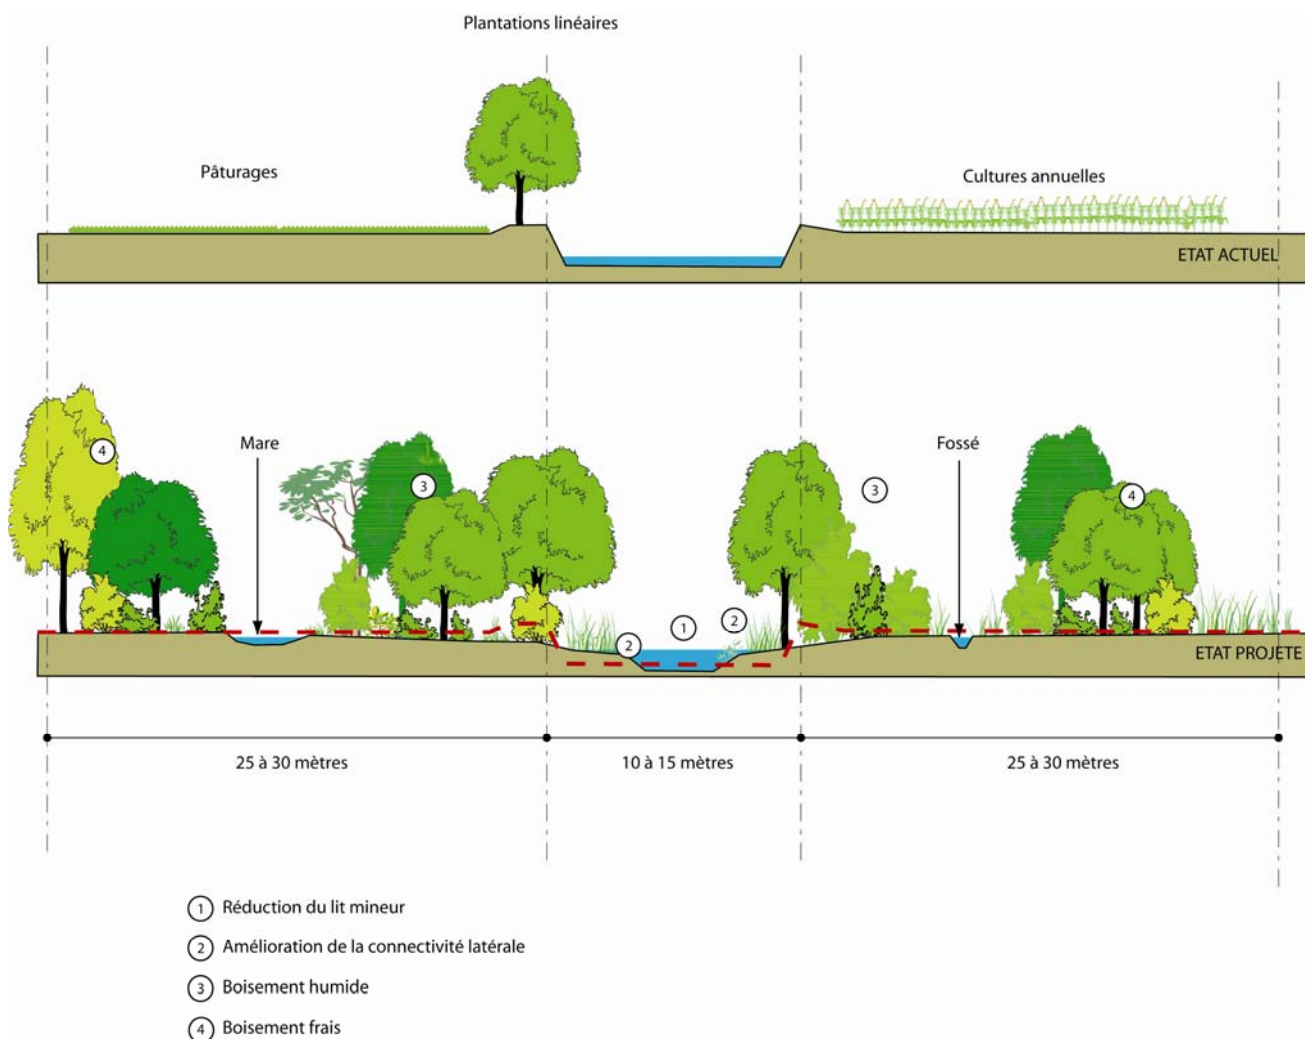 Plantations linéaires
Pâturages
Cultures annuelles
ETAT ACTUEL
4
Mare
3
3
Fossé
4
1
2
2
ETAT PROJETE
25 à 30 mètres
10 à 15 mètres
25 à 30 mètres
1 Réduction du lit mineur
2 Amélioration de la connectivité latérale
3 Boisement humide
4 Boisement frais